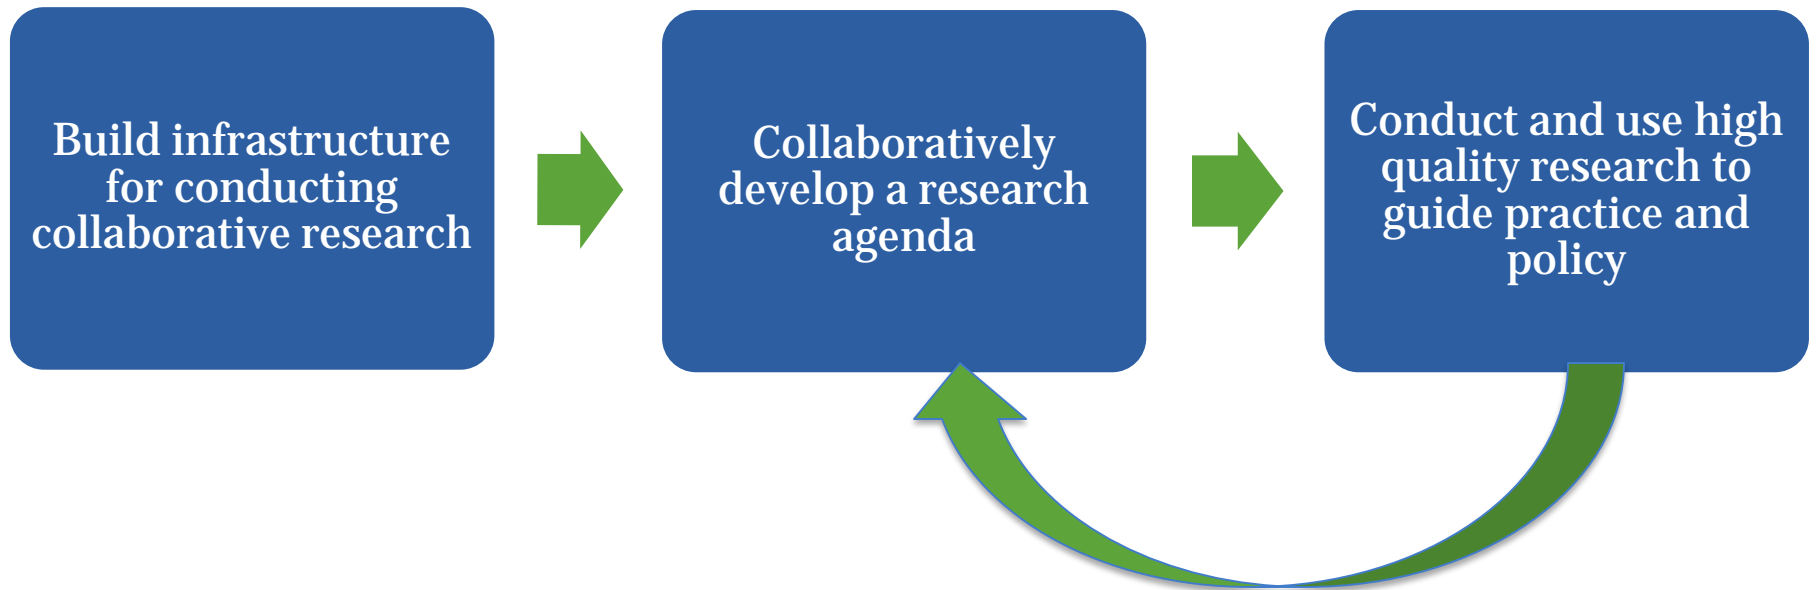 Build infrastructure
for conducting
collaborative research
Collaboratively
develop a research
agenda
Conduct and use high
quality research to
guide practice and
policy